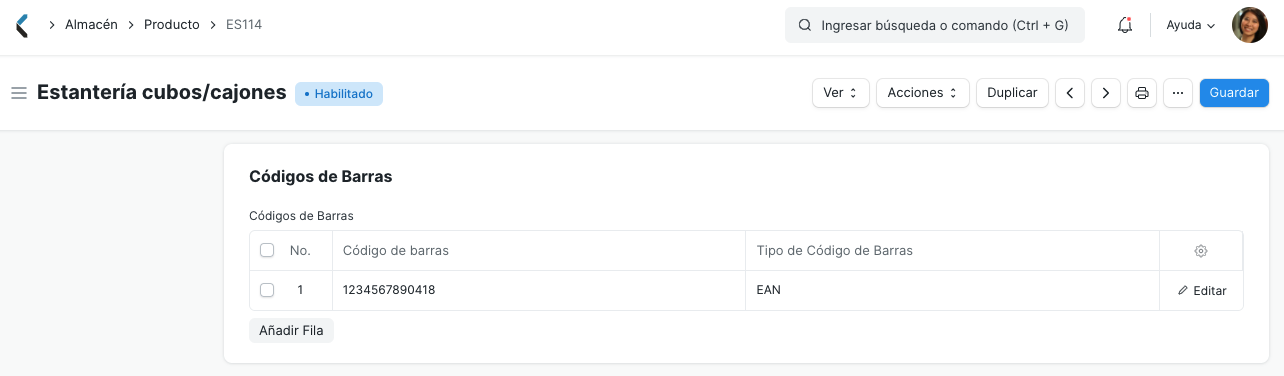 Almacén Producto ES114
Ingresar búsqueda o comando (Ctrl + G)
Ayuda
Estantería cubos/cajones
Habilitado
Ver
Acciones
Duplicar
...
Guardar
Códigos de Barras
Códigos de Barras
No. Código de barras Tipo de Código de Barras
1 1234567890418 EAN Editar
Añadir Fila